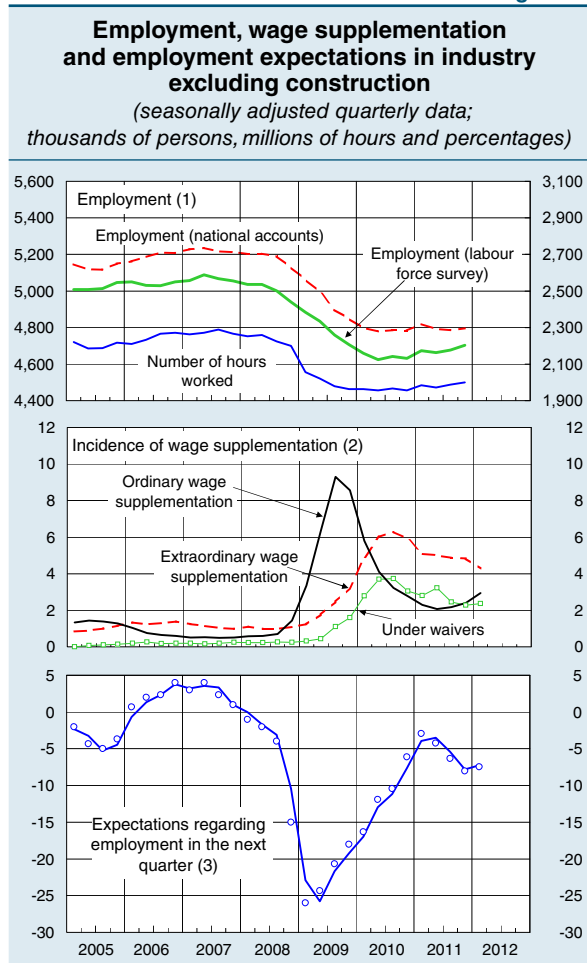 Employment, wage supplementation
and employment expectations in industry
excluding construction
(seasonally adjusted quarterly data;
thousands of persons, millions of hours and percentages)
5,600
5,400
5,200
5,000
4,800
4,600
4,400
3,100
2,900
2,700
2,500
2,300
2,100
1,900
Employment (1)
Employment (national accounts)
Employment (labour
force survey)
Number of hours
worked
12
10
8
6
4
2
0
12
10
8
6
4
2
0
Incidence of wage supplementation (2)
Ordinary wage
supplementation
Extraordinary wage
supplementation
Under waivers
5
0
-5
-10
-15
-20
-25
-30
5
0
-5
-10
-15
-20
-25
-30
Expectations regarding
employment in the next
quarter (3)
2005 2006 2007 2008 2009 2010 2011 2012